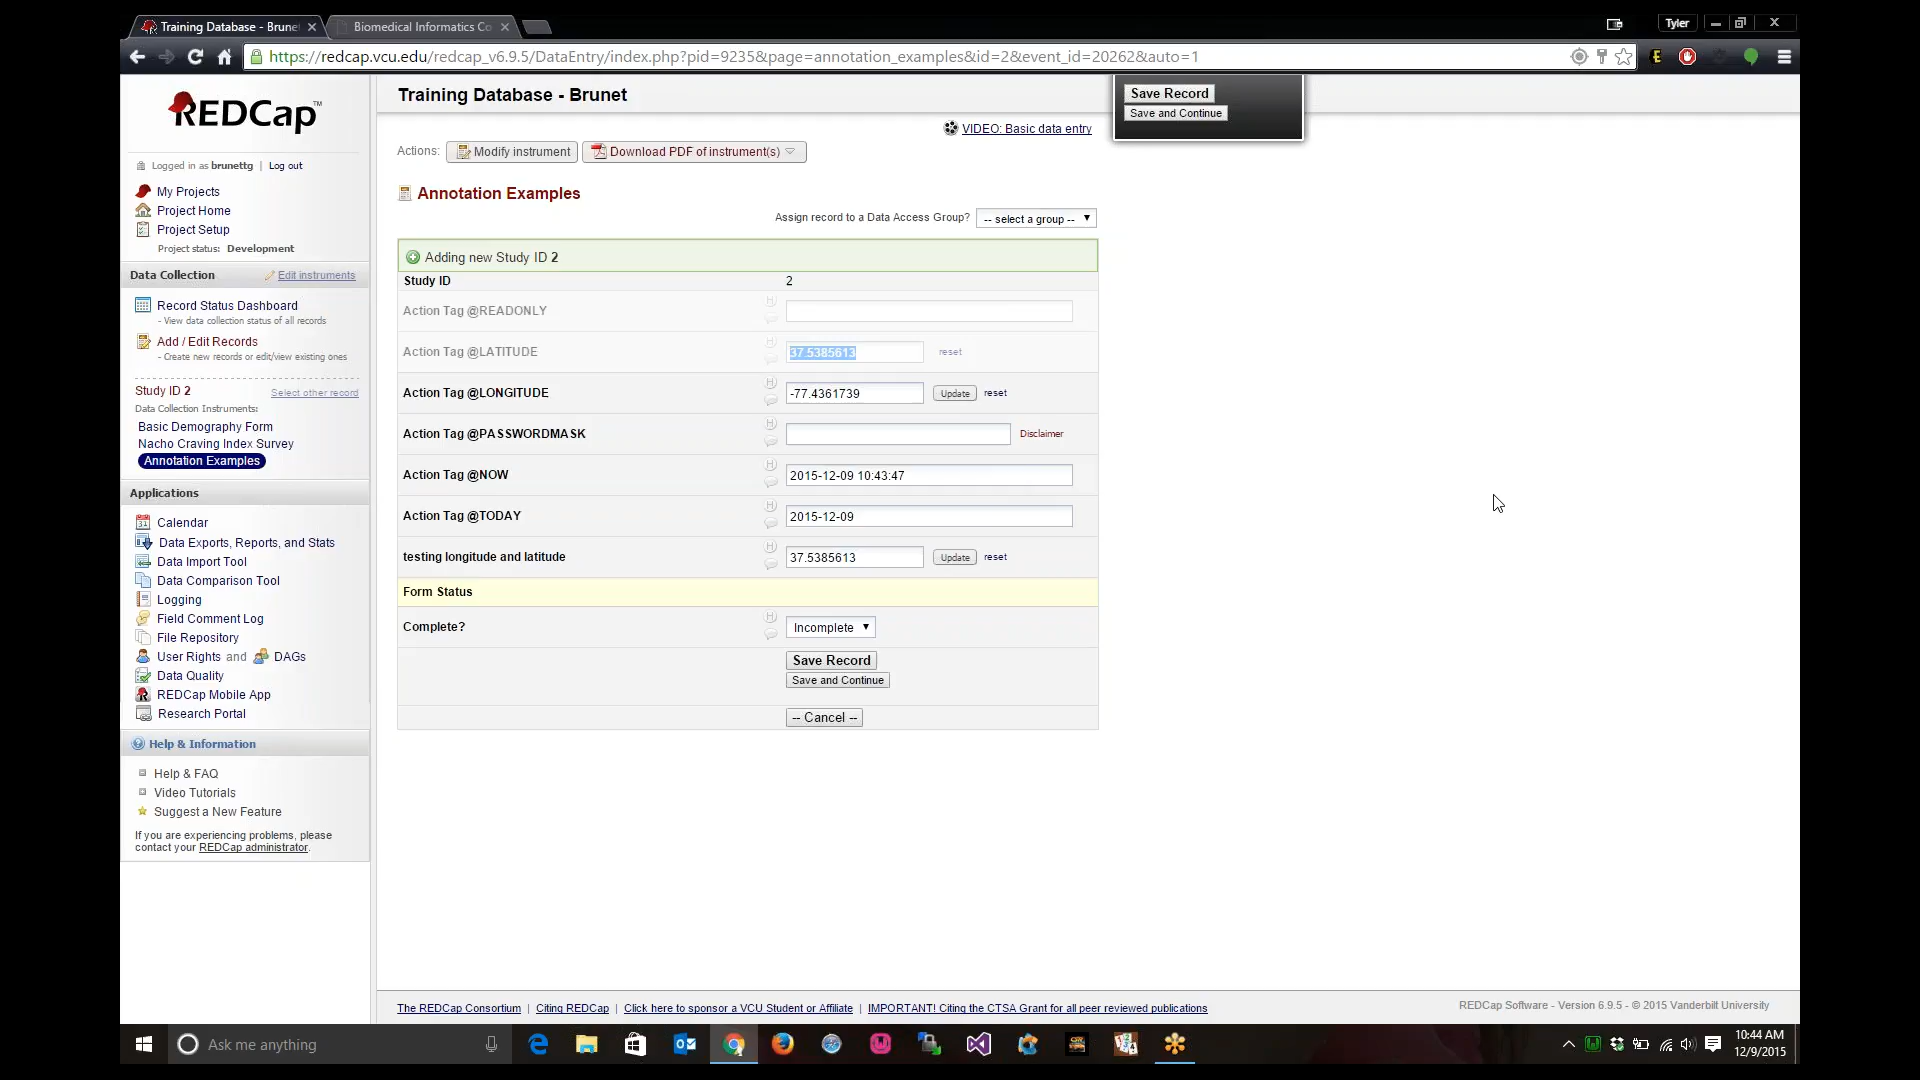 Training Database - Brune
Biomedical Informatics Co
Tyler
https://redcap.vcu.edu/redcap_v6.9.5/DataEntry/index.php?pid=9235&page=annotation_examples&id=2&event_id=20262&auto=1
REDCap™
Logged in as brunettg | Log out
My Projects
Project Home
Project Setup
Project status: Development
Data Collection Edit instruments
Record Status Dashboard
- View data collection status of all records
Add / Edit Records
- Create new records or edit/view existing ones
Study ID 2 Select other record
Data Collection Instruments:
Basic Demography Form
Nacho Craving Index Survey
Annotation Examples
Applications
Calendar
Data Exports, Reports, and Stats
Data Import Tool
Data Comparison Tool
Logging
Field Comment Log
File Repository
User Rights and DAGs
Data Quality
REDCap Mobile App
Research Portal
Help & Information
Help & FAQ
Video Tutorials
Suggest a New Feature
If you are experiencing problems, please
contact your REDCap administrator.
Training Database - Brunet
Save Record
Save and Continue
VIDEO: Basic data entry
Actions: Modify instrument Download PDF of instrument(s)
Annotation Examples
Assign record to a Data Access Group? -- select a group --
Adding new Study ID 2
Study ID 2
Action Tag @READONLY
Action Tag @LATITUDE 37.5385613 reset
Action Tag @LONGITUDE -77.4361739 Update reset
Action Tag @PASSWORDMASK Disclaimer
Action Tag @NOW 2015-12-09 10:43:47
Action Tag @TODAY 2015-12-09
testing longitude and latitude 37.5385613 Update reset
Form Status
Complete? Incomplete
Save Record
Save and Continue
-- Cancel --
The REDCap Consortium | Citing REDCap | Click here to sponsor a VCU Student or Affiliate | IMPORTANT! Citing the CTSA Grant for all peer reviewed publications
REDCap Software - Version 6.9.5 - © 2015 Vanderbilt University
Ask me anything
10:44 AM
12/9/2015